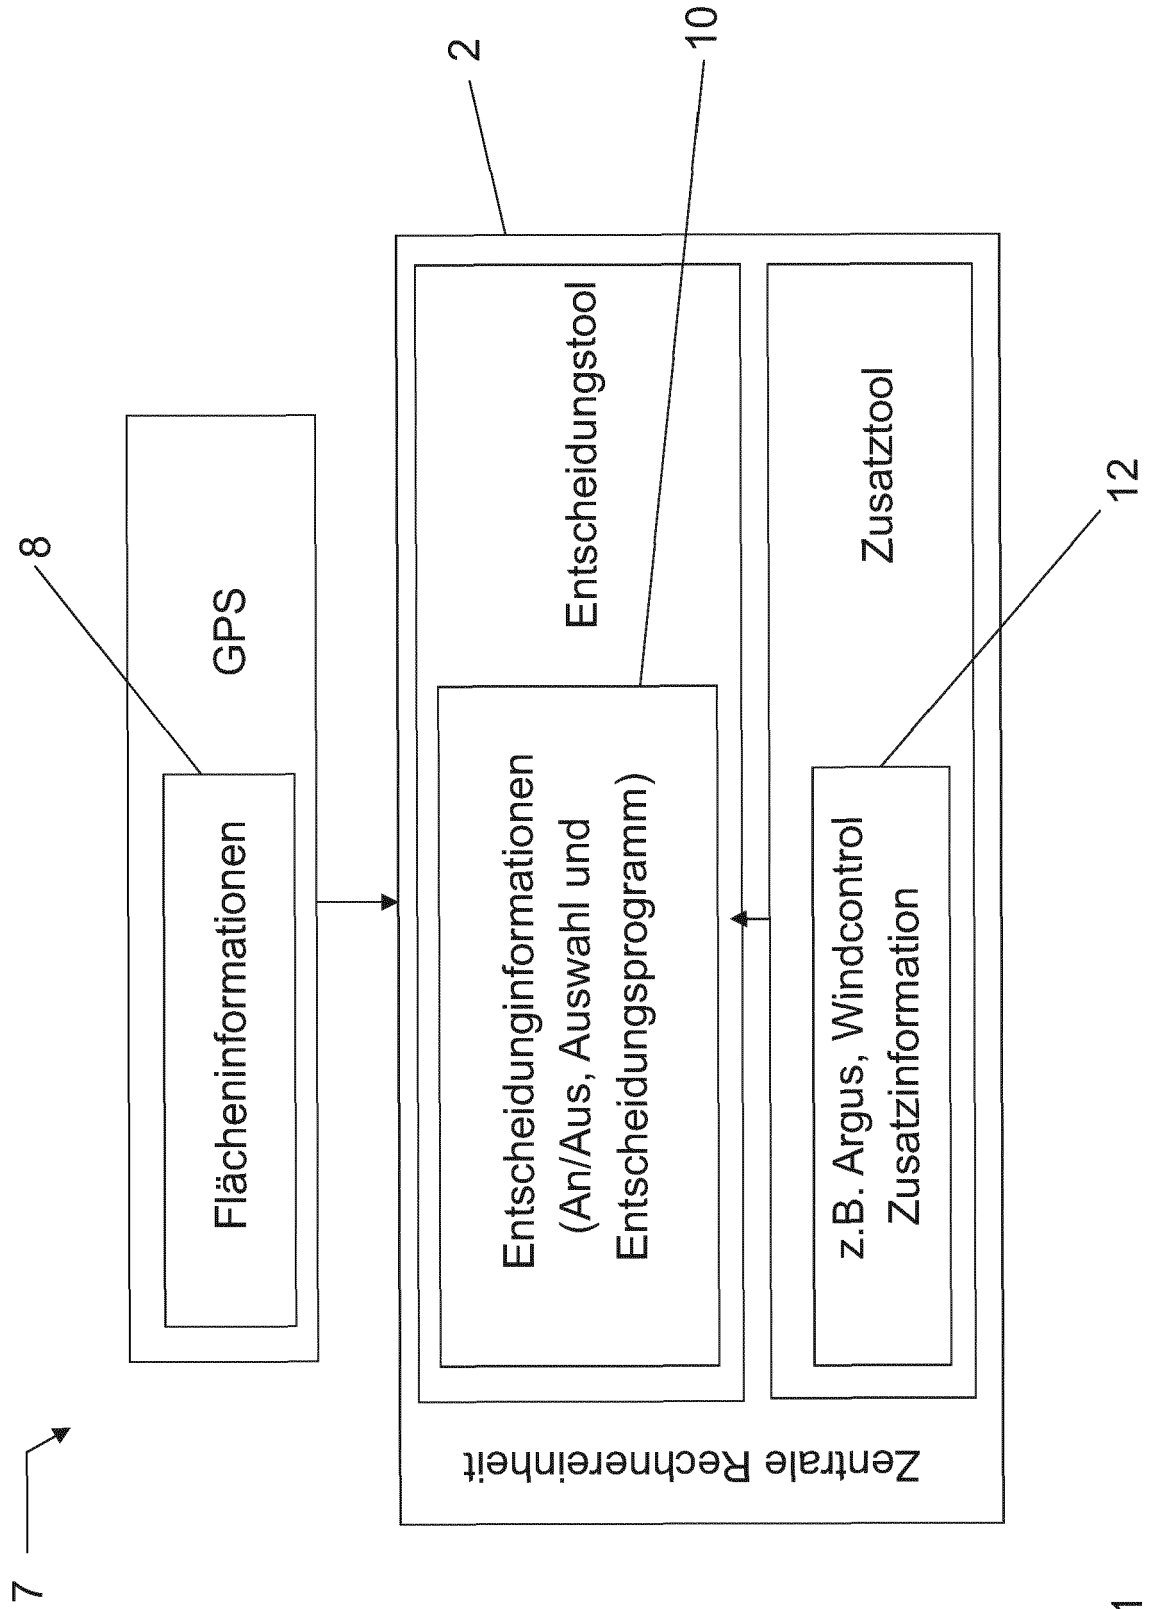 7
8
Flächeninformationen
GPS
2
10
Zentrale Rechnereinheit
Entscheidunginformationen
(An/Aus, Auswahl und
Entscheidungsprogramm)
Entscheidungstool
z.B. Argus, Windcontrol
Zusatzinformation
Zusatztool
12
1